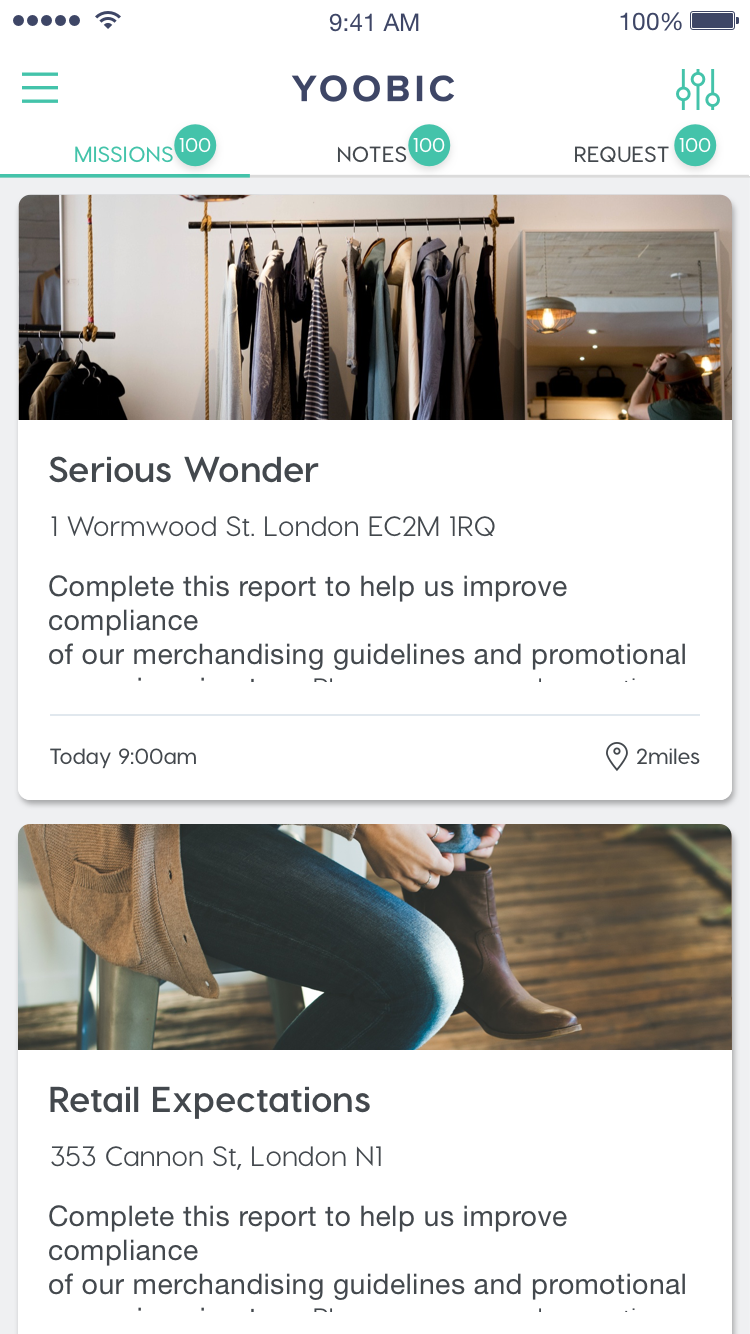 9:41 AM 100%
YOOBIC
MISSIONS 100 NOTES 100 REQUEST 100
Serious Wonder
1 Wormwood St. London EC2M 1RQ
Complete this report to help us improve
compliance
of our merchandising guidelines and promotional
Today 9:00am 2miles
Retail Expectations
353 Cannon St, London N1
Complete this report to help us improve
compliance
of our merchandising guidelines and promotional